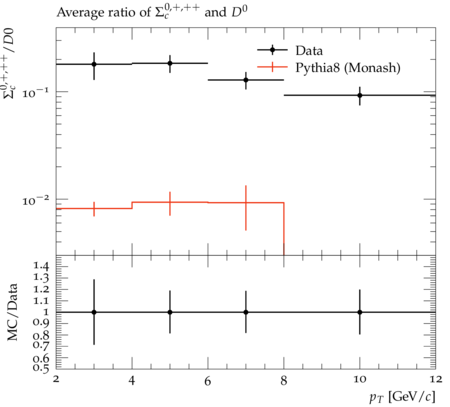 Average ratio of Σc0,+,++ and D0
Σc0,+,++/D0
Data
Pythia8 (Monash)
10−1
10−2
MC/Data
1.4
1.3
1.2
1.1
1
0.9
0.8
0.7
0.6
0.5
2 4 6 8 10 12
pT [GeV/c]